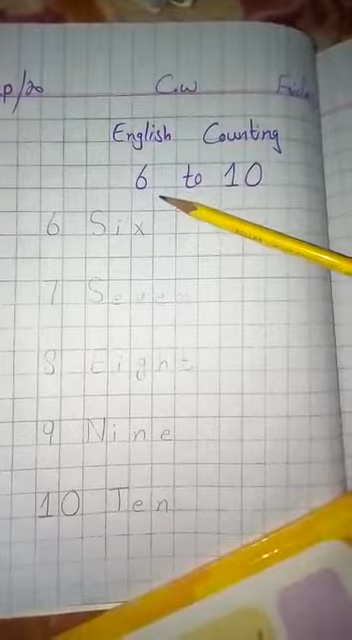 C.W
English Counting
6 to 10
6 Six
7 Seven
8 Eight
9 Nine
10 Ten